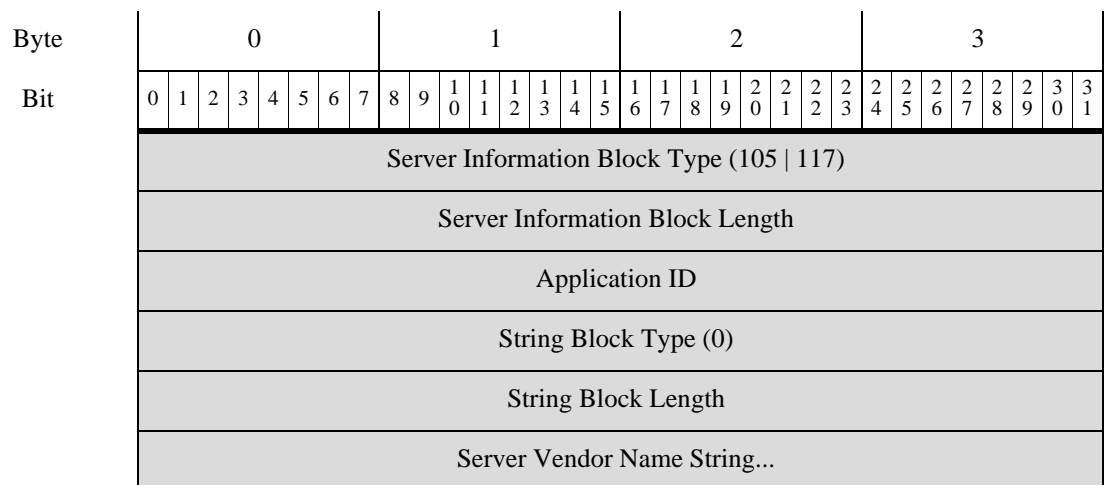 Byte 0 1 2 3
Bit 0 1 2 3 4 5 6 7 8 9 10 11 12 13 14 15 16 17 18 19 20 21 22 23 24 25 26 27 28 29 30 31
Server Information Block Type (105 | 117)
Server Information Block Length
Application ID
String Block Type (0)
String Block Length
Server Vendor Name String...